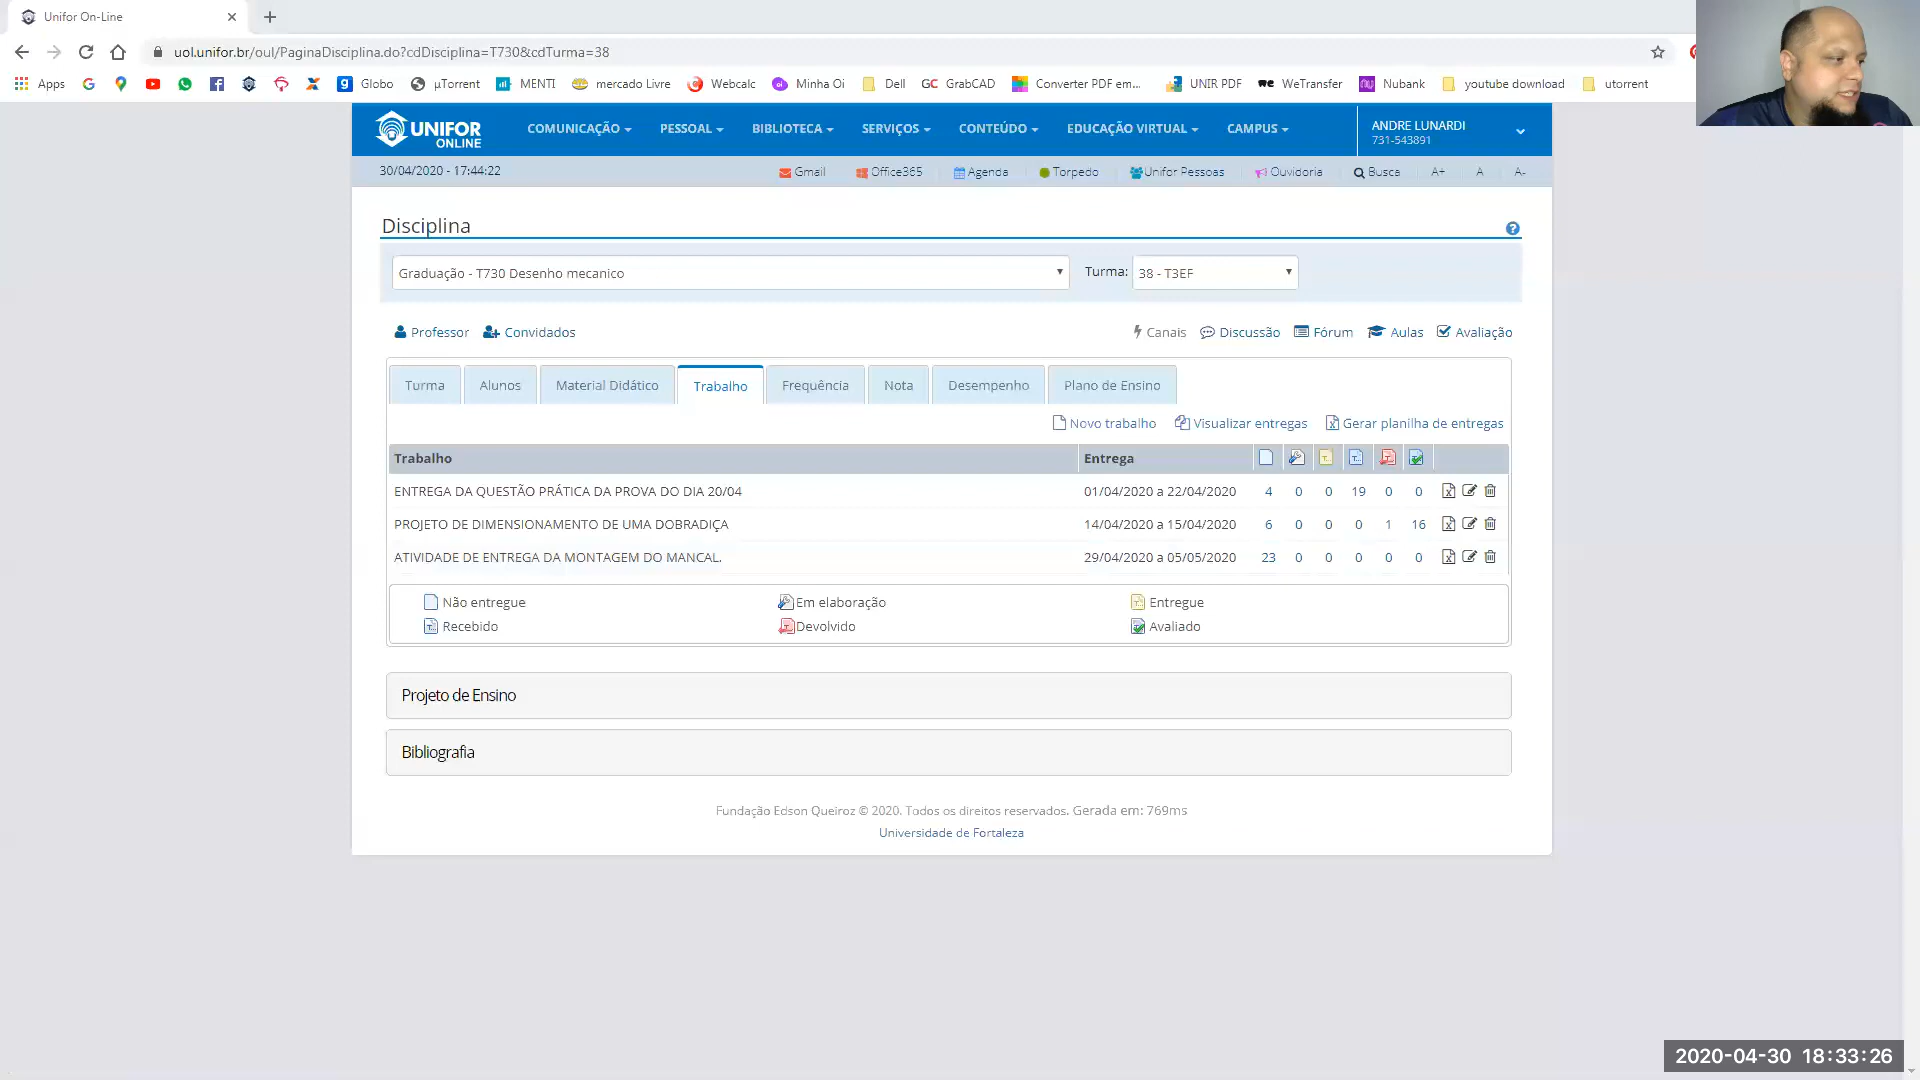 Unifor On-Line
uol.unifor.br/oul/PaginaDisciplina.do?cdDisciplina=T730&cdTurma=38
Apps Globo µTorrent MENTI mercado Livre Webcalc Minha Oi Dell GrabCAD Converter PDF em... UNIR PDF WeTransfer Nubank youtube download utorrent
UNIFOR ONLINE
COMUNICAÇÃO PESSOAL BIBLIOTECA SERVIÇOS CONTEÚDO EDUCAÇÃO VIRTUAL CAMPUS
ANDRE LUNARDI
731-543891
30/04/2020 - 17:44:22 Gmail Office365 Agenda Torpedo Unifor Pessoas Ouvidoria Busca A+ A A-
Disciplina
Graduação - T730 Desenho mecanico Turma: 38 - T3EF
Professor Convidados Canais Discussão Fórum Aulas Avaliação
Turma Alunos Material Didático Trabalho Frequência Nota Desempenho Plano de Ensino
Novo trabalho Visualizar entregas Gerar planilha de entregas
Trabalho Entrega
ENTREGA DA QUESTÃO PRÁTICA DA PROVA DO DIA 20/04 01/04/2020 a 22/04/2020 4 0 0 19 0 0
PROJETO DE DIMENSIONAMENTO DE UMA DOBRADIÇA 14/04/2020 a 15/04/2020 6 0 0 0 1 16
ATIVIDADE DE ENTREGA DA MONTAGEM DO MANCAL. 29/04/2020 a 05/05/2020 23 0 0 0 0 0
Não entregue Em elaboração Entregue
Recebido Devolvido Avaliado
Projeto de Ensino
Bibliografia
Fundação Edson Queiroz © 2020. Todos os direitos reservados. Gerada em: 769ms
Universidade de Fortaleza
2020-04-30 18:33:26